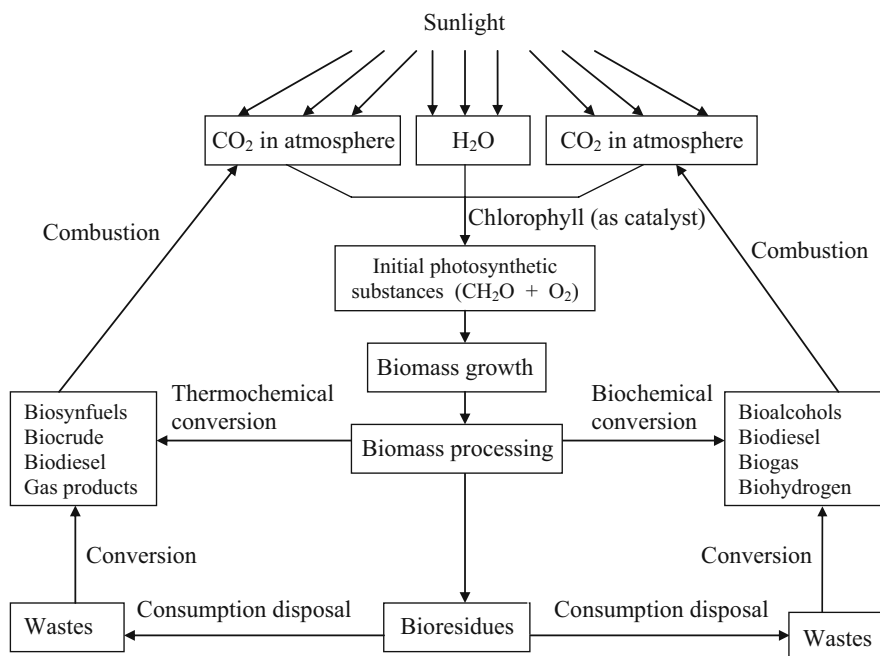 Sunlight
CO₂ in atmosphere
H₂O
CO₂ in atmosphere
Chlorophyll (as catalyst)
Combustion
Combustion
Initial photosynthetic
substances (CH₂O + O₂)
Biomass growth
Thermochemical
conversion
Biochemical
conversion
Biosynfuels
Biocrude
Biodiesel
Gas products
Biomass processing
Bioalcohols
Biodiesel
Biogas
Biohydrogen
Conversion
Conversion
Wastes
Consumption disposal
Bioresidues
Consumption disposal
Wastes